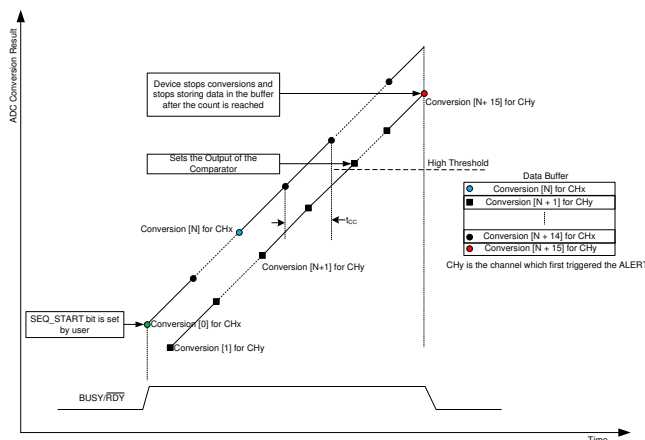 ADC Conversion Result
Device stops conversions and
stops storing data in the buffer
after the count is reached
Conversion [N+ 15] for CHy
Sets the Output of the
Comparator
High Threshold
Data Buffer
Conversion [N] for CHx
Conversion [N + 1] for CHy
Conversion [N + 14] for CHx
Conversion [N + 15] for CHy
CHy is the channel which first triggered the ALERT
Conversion [N] for CHx
tCC
Conversion [N+1] for CHy
SEQ_START bit is set
by user
Conversion [0] for CHx
Conversion [1] for CHy
BUSY/RDY
Time